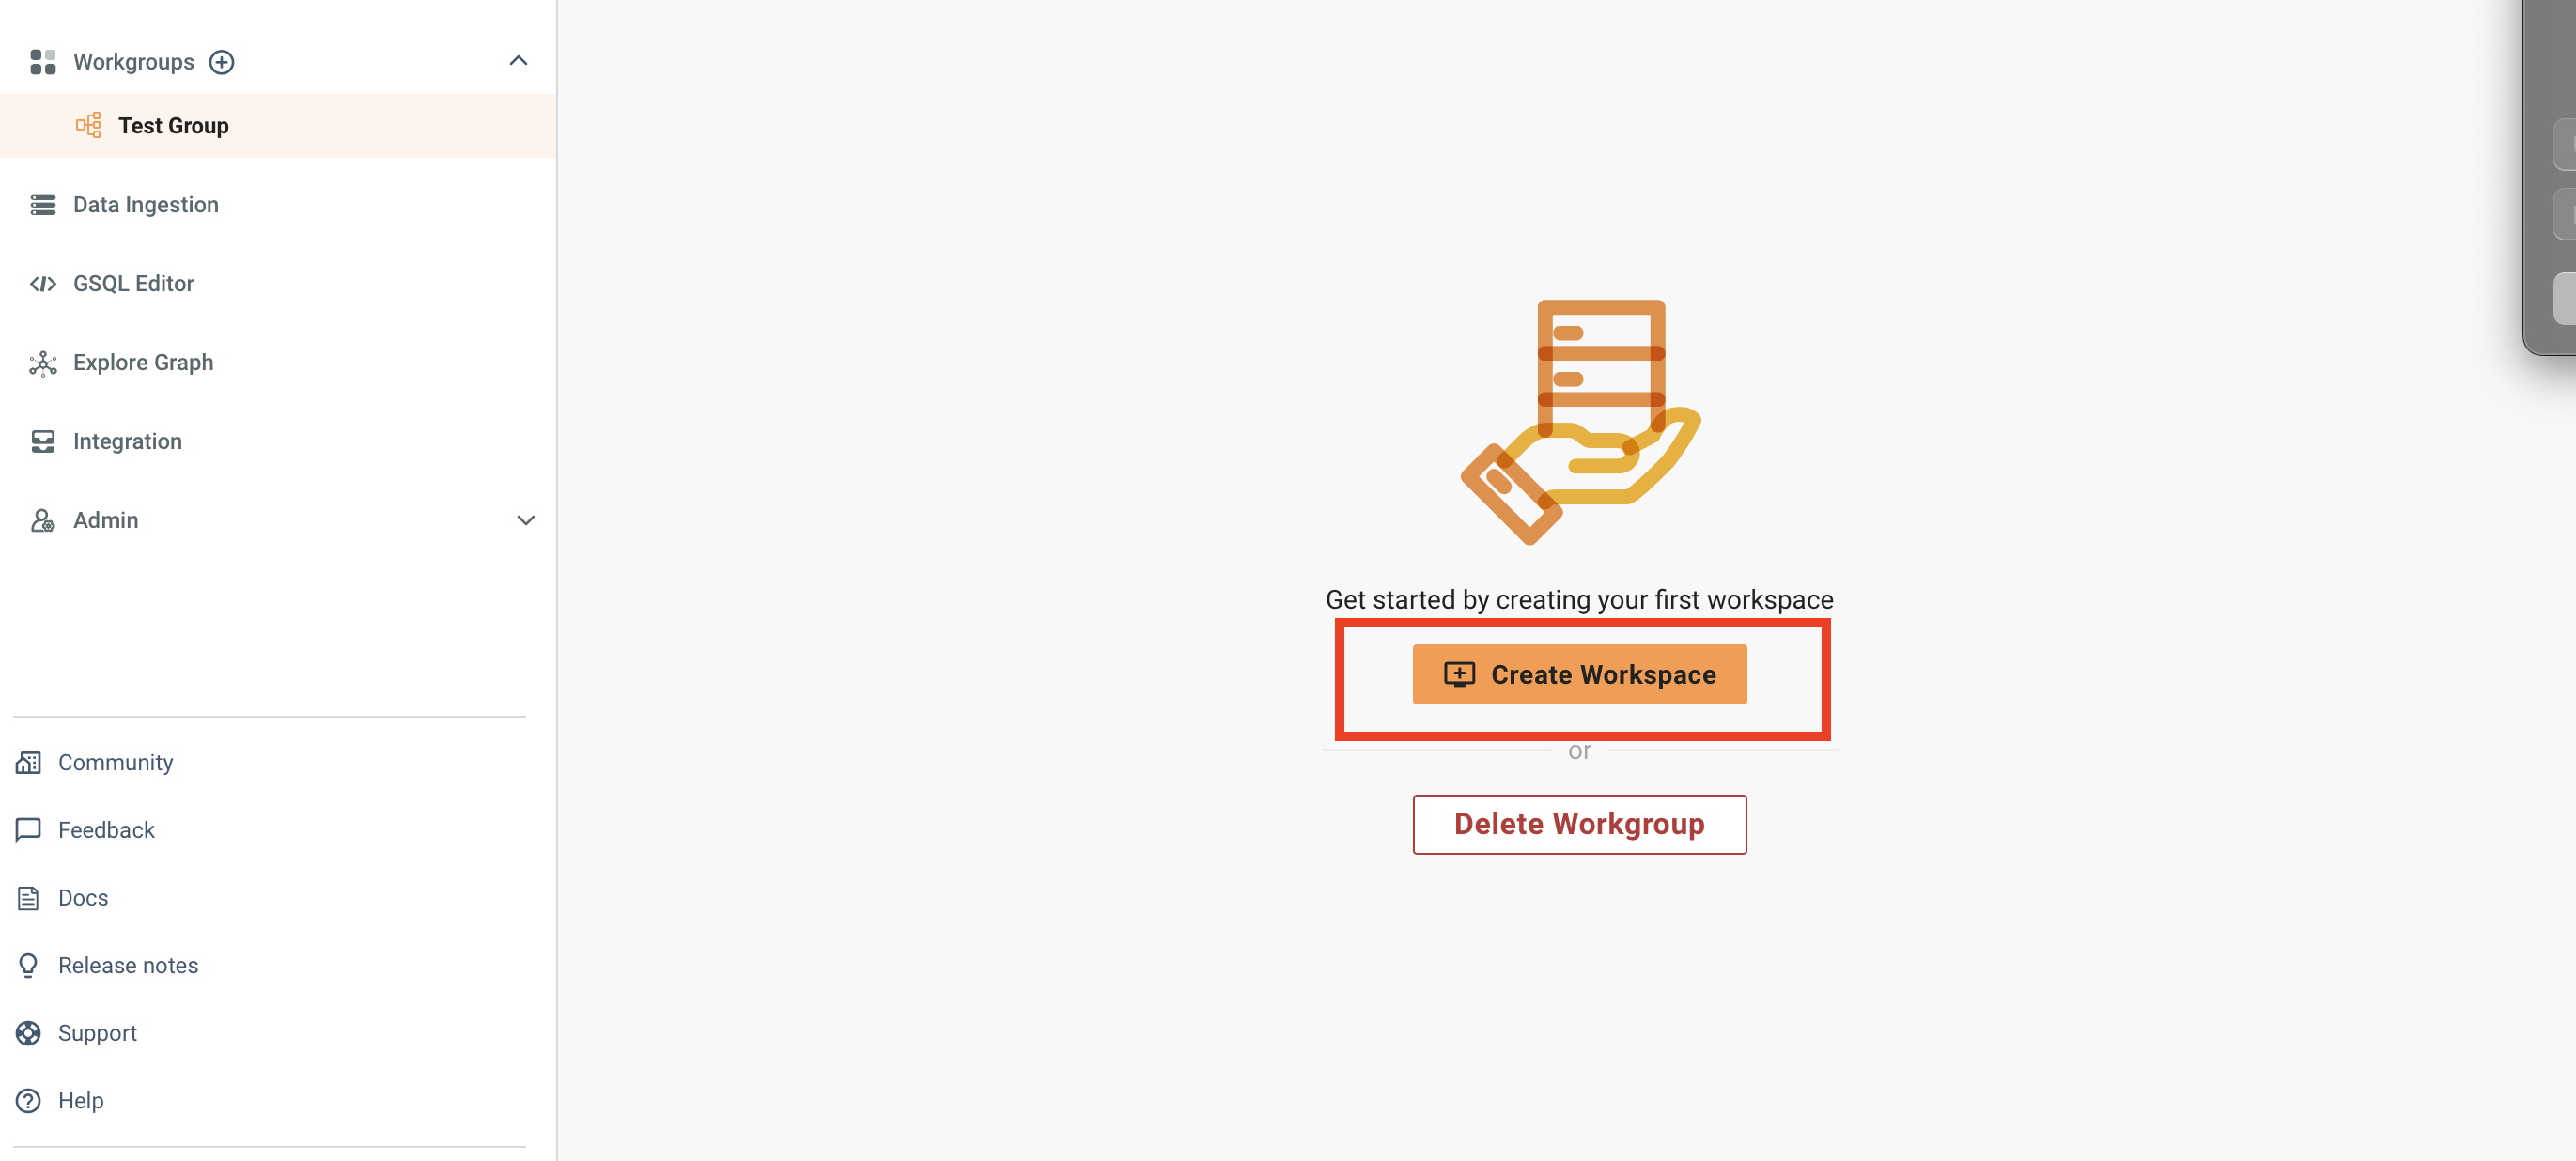 Workgroups
Test Group
Data Ingestion
GSQL Editor
Explore Graph
Integration
Admin
Community
Feedback
Docs
Release notes
Support
Help
Get started by creating your first workspace
Create Workspace
or
Delete Workgroup